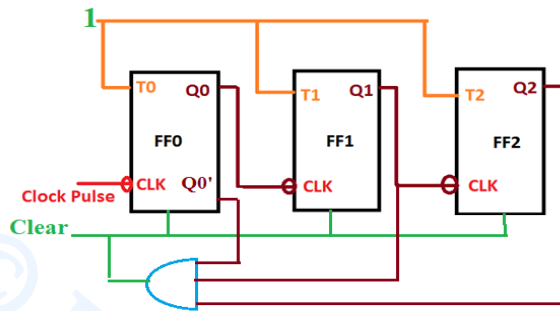 1
T0 Q0 T1 Q1 T2 Q2
FF0 FF1 FF2
CLK Q0' CLK CLK
Clock Pulse
Clear